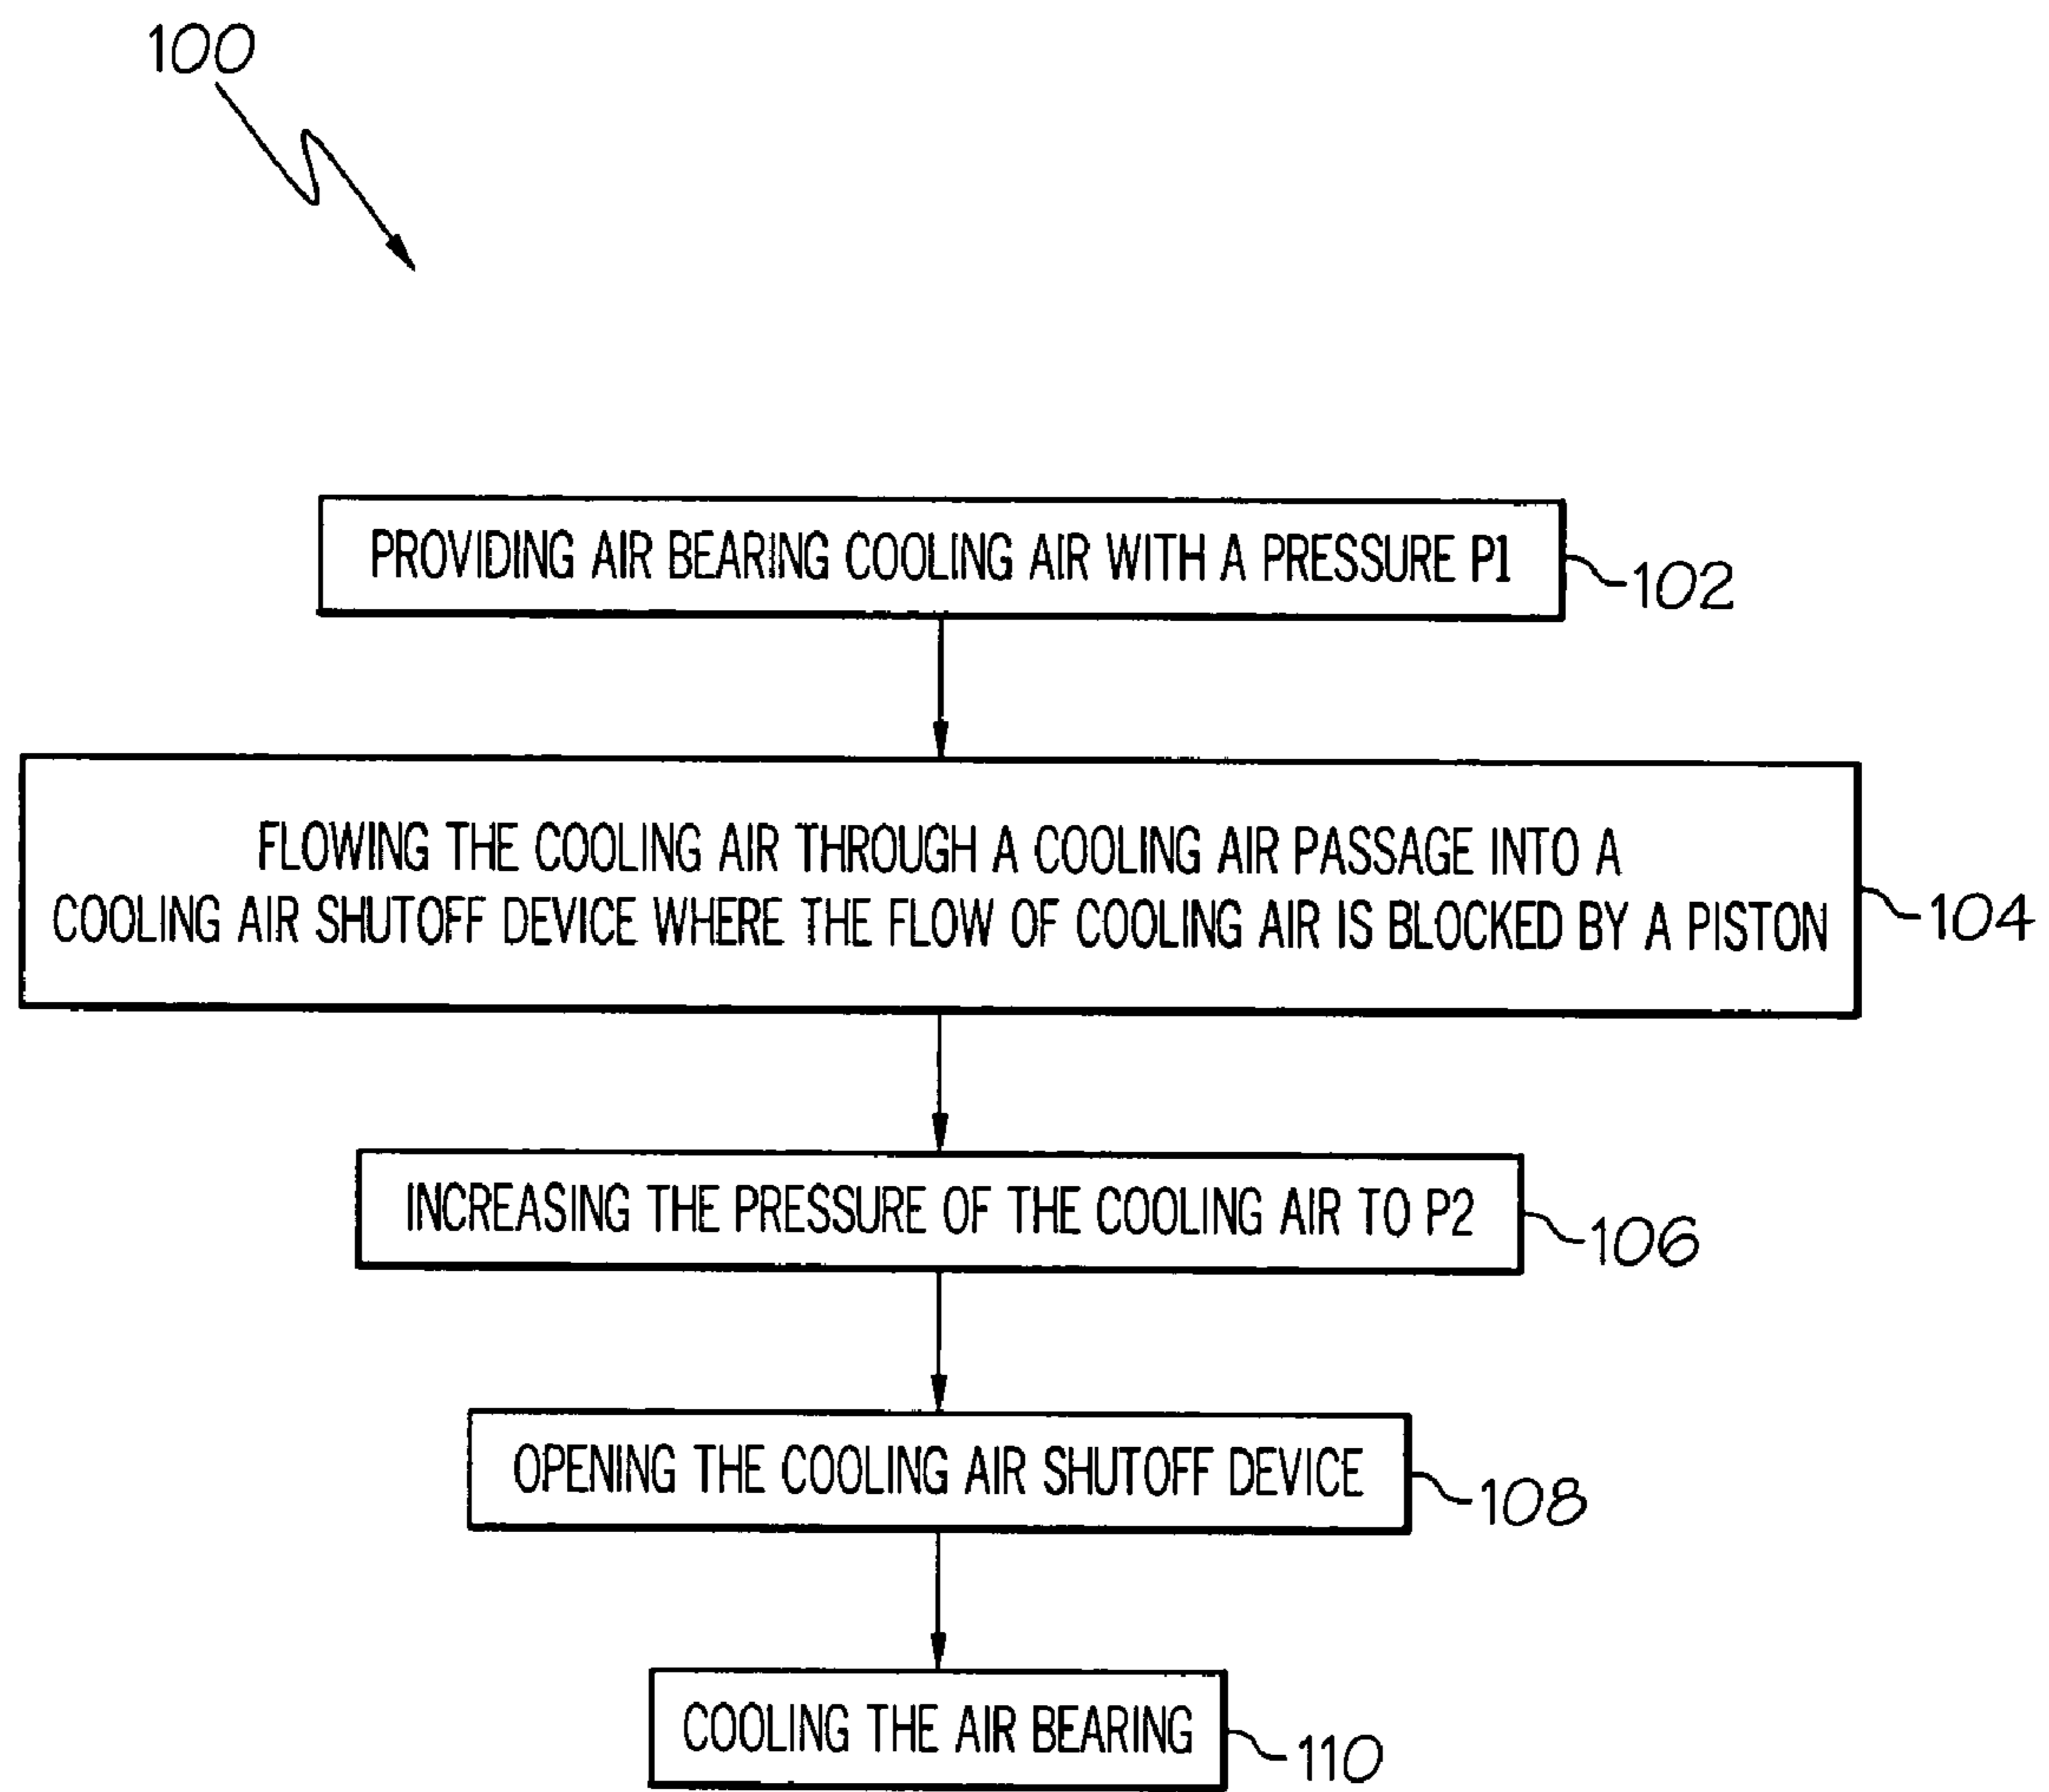 100
PROVIDING AIR BEARING COOLING AIR WITH A PRESSURE P1
102
FLOWING THE COOLING AIR THROUGH A COOLING AIR PASSAGE INTO A
COOLING AIR SHUTOFF DEVICE WHERE THE FLOW OF COOLING AIR IS BLOCKED BY A PISTON
104
INCREASING THE PRESSURE OF THE COOLING AIR TO P2
106
OPENING THE COOLING AIR SHUTOFF DEVICE
108
COOLING THE AIR BEARING
110